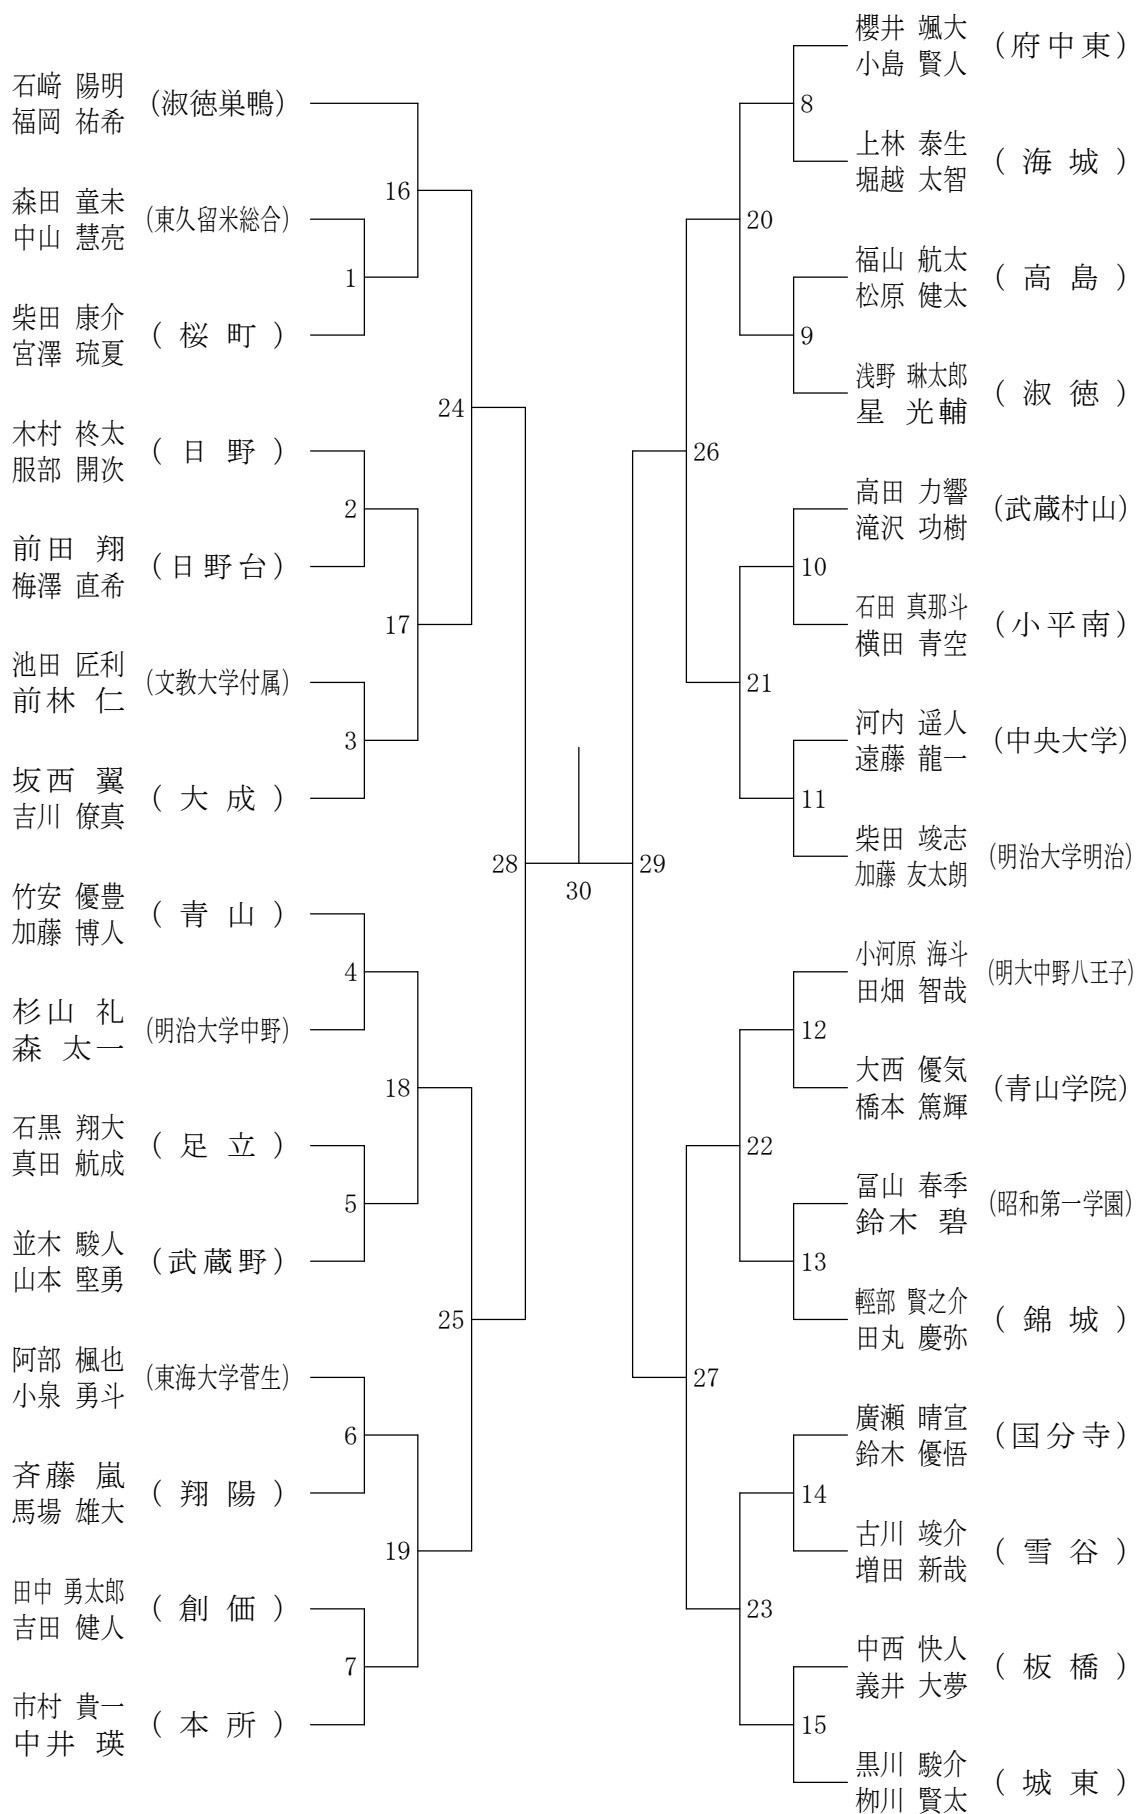 石﨑 陽明
福岡 祐希
(淑徳巣鴨)
森田 童未
中山 慧亮
(東久留米総合)
柴田 康介
宮澤 琉夏
( 桜 町 )
木村 柊太
服部 開次
( 日 野 )
前田 翔
梅澤 直希
(日野台)
池田 匠利
前林 仁
(文教大学付属)
坂西 翼
吉川 僚真
( 大 成 )
竹安 優豊
加藤 博人
( 青 山 )
杉山 礼
森 太一
(明治大学中野)
石黒 翔大
真田 航成
( 足 立 )
並木 駿人
山本 堅勇
(武蔵野)
阿部 楓也
小泉 勇斗
(東海大学菅生)
斉藤 嵐
馬場 雄大
( 翔 陽 )
田中 勇太郎
吉田 健人
( 創 価 )
市村 貴一
中井 瑛
( 本 所 )
1
2
3
4
5
6
7
16
17
18
19
24
25
28
30
29
26
27
20
21
22
23
8
9
10
11
12
13
14
15
櫻井 颯大
小島 賢人
(府中東)
上林 泰生
堀越 太智
( 海 城 )
福山 航太
松原 健太
( 高 島 )
浅野 琳太郎
星 光輔
( 淑 徳 )
高田 力響
滝沢 功樹
(武蔵村山)
石田 真那斗
横田 青空
(小平南)
河内 遥人
遠藤 龍一
(中央大学)
柴田 竣志
加藤 友太朗
(明治大学明治)
小河原 海斗
田畑 智哉
(明大中野八王子)
大西 優気
橋本 篤輝
(青山学院)
冨山 春季
鈴木 碧
(昭和第一学園)
輕部 賢之介
田丸 慶弥
( 錦 城 )
廣瀬 晴宣
鈴木 優悟
(国分寺)
古川 竣介
増田 新哉
( 雪 谷 )
中西 快人
義井 大夢
( 板 橋 )
黒川 駿介
栁川 賢太
( 城 東 )